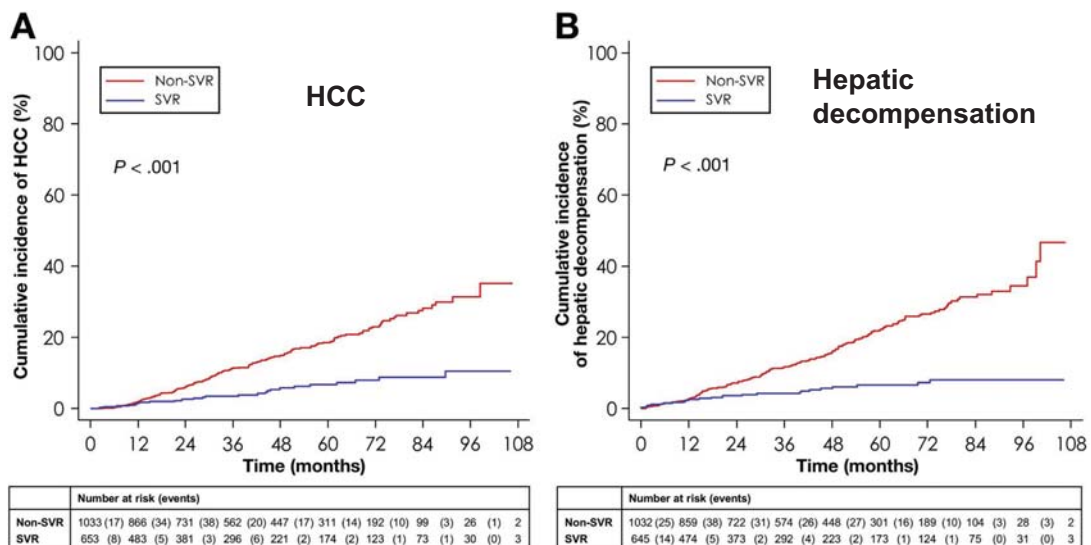 A
Cumulative incidence of HCC (%)
100
80
60
40
20
0
Non-SVR
SVR
HCC
P < .001
0 12 24 36 48 60 72 84 96 108
Time (months)
Number at risk (events)
Non-SVR 1033 (17) 866 (34) 731 (38) 562 (20) 447 (17) 311 (14) 192 (10) 99 (3) 26 (1) 2
SVR 653 (8) 483 (5) 381 (3) 296 (6) 221 (2) 174 (2) 123 (1) 73 (1) 30 (0) 3
B
Cumulative incidence
of hepatic decompensation (%)
100
80
60
40
20
0
Non-SVR
SVR
Hepatic
decompensation
P < .001
0 12 24 36 48 60 72 84 96 108
Time (months)
Number at risk (events)
Non-SVR 1032 (25) 859 (38) 722 (31) 574 (26) 448 (27) 301 (16) 189 (10) 104 (3) 28 (3) 2
SVR 645 (14) 474 (5) 373 (2) 292 (4) 223 (2) 173 (1) 124 (1) 75 (0) 31 (0) 3